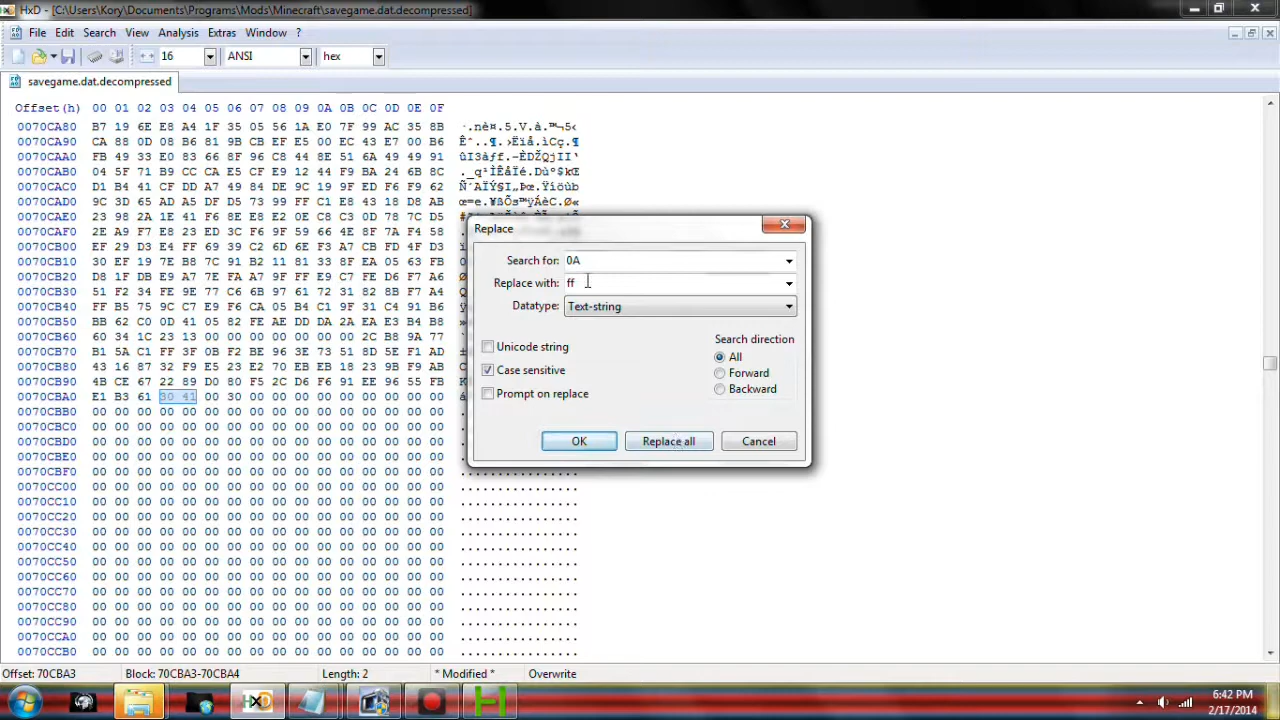 HxD - [C:\Users\Kory\Documents\Programs\Mods\Minecraft\savegame.dat.decompressed]
File Edit Search View Analysis Extras Window ?
16 ANSI hex
savegame.dat.decompressed
Offset(h) 00 01 02 03 04 05 06 07 08 09 0A 0B 0C 0D 0E 0F
0070CA80 B7 19 6E E8 A4 1F 35 05 56 1A E0 7F 99 AC 35 8B ·.nè¤.5.V.à.™¬5‹
0070CA90 CA 88 0D 08 B6 81 9B CB EF E5 00 EC 43 E7 00 B6 Êˆ..¶.›Ëïå.ìCç.¶
0070CAA0 FB 49 33 E0 83 66 8F 96 C8 44 8E 51 6A 49 49 91
0070CAB0 04 5F 71 B9 CC CA E5 CF E9 12 44 F9 BA 24 6B 8C
0070CAC0 D1 B4 41 CF DD A7 49 84 DE 9C 19 9F ED F6 F9 62
0070CAD0 9C 3D 65 AD A5 DF D5 73 99 FF C1 E8 43 18 D8 AB
0070CAE0 23 98 2A 1E 41 F6 8E E8 E2 0E C8 C3 0D 78 7C D5
0070CAF0 2E A9 F7 E8 23 ED 3C F6 9F 59 66 4E 8F 7A F4 58
0070CB00 EF 29 D3 E4 FF 69 39 C2 6D 6E F3 A7 CB FD 4F D3
0070CB10 30 EF 19 7E B8 7C 91 B2 11 81 33 8F EA 05 63 FB
0070CB20 D8 1F DB E9 A7 7E FA A7 9F FF E9 C7 FE D6 F7 A6
0070CB30 51 F2 34 FE 9E 77 C6 6B 97 61 72 31 82 8B F7 A4
0070CB40 FF B5 75 9C C7 E9 F6 CA 05 B4 C1 9F 31 C4 91 B6
0070CB50 BB 62 C0 0D 41 05 82 FE AE DD DA 2A EA E3 B4 B8
0070CB60 60 34 1C 23 13 00 00 00 00 00 00 00 2C B8 9A 77
0070CB70 B1 5A C1 FF 3F 0B F2 BE 96 3E 73 51 8D 5E F1 AD
0070CB80 43 16 87 32 F9 E5 23 E2 70 EB EB 18 23 9B F9 AB
0070CB90 4B CE 67 22 89 D0 80 F5 2C D6 F6 91 EE 96 55 FB
0070CBA0 E1 B3 61 30 41 00 30 00 00 00 00 00 00 00 00 00
0070CBB0 00 00 00 00 00 00 00 00 00 00 00 00 00 00 00 00 ................
0070CBC0 00 00 00 00 00 00 00 00 00 00 00 00 00 00 00 00 ................
0070CBD0 00 00 00 00 00 00 00 00 00 00 00 00 00 00 00 00 ................
0070CBE0 00 00 00 00 00 00 00 00 00 00 00 00 00 00 00 00 ................
0070CBF0 00 00 00 00 00 00 00 00 00 00 00 00 00 00 00 00 ................
0070CC00 00 00 00 00 00 00 00 00 00 00 00 00 00 00 00 00 ................
0070CC10 00 00 00 00 00 00 00 00 00 00 00 00 00 00 00 00 ................
0070CC20 00 00 00 00 00 00 00 00 00 00 00 00 00 00 00 00 ................
0070CC30 00 00 00 00 00 00 00 00 00 00 00 00 00 00 00 00 ................
0070CC40 00 00 00 00 00 00 00 00 00 00 00 00 00 00 00 00 ................
0070CC50 00 00 00 00 00 00 00 00 00 00 00 00 00 00 00 00 ................
0070CC60 00 00 00 00 00 00 00 00 00 00 00 00 00 00 00 00 ................
0070CC70 00 00 00 00 00 00 00 00 00 00 00 00 00 00 00 00 ................
0070CC80 00 00 00 00 00 00 00 00 00 00 00 00 00 00 00 00 ................
0070CC90 00 00 00 00 00 00 00 00 00 00 00 00 00 00 00 00 ................
0070CCA0 00 00 00 00 00 00 00 00 00 00 00 00 00 00 00 00 ................
0070CCB0 00 00 00 00 00 00 00 00 00 00 00 00 00 00 00 00 ................
Replace
Search for: 0A
Replace with: ff
Datatype: Text-string
Search direction
Unicode string
All
Case sensitive
Forward
Prompt on replace
Backward
OK Replace all Cancel
Offset: 70CBA3 Block: 70CBA3-70CBA4 Length: 2 * Modified * Overwrite
HxD
6:42 PM
2/17/2014